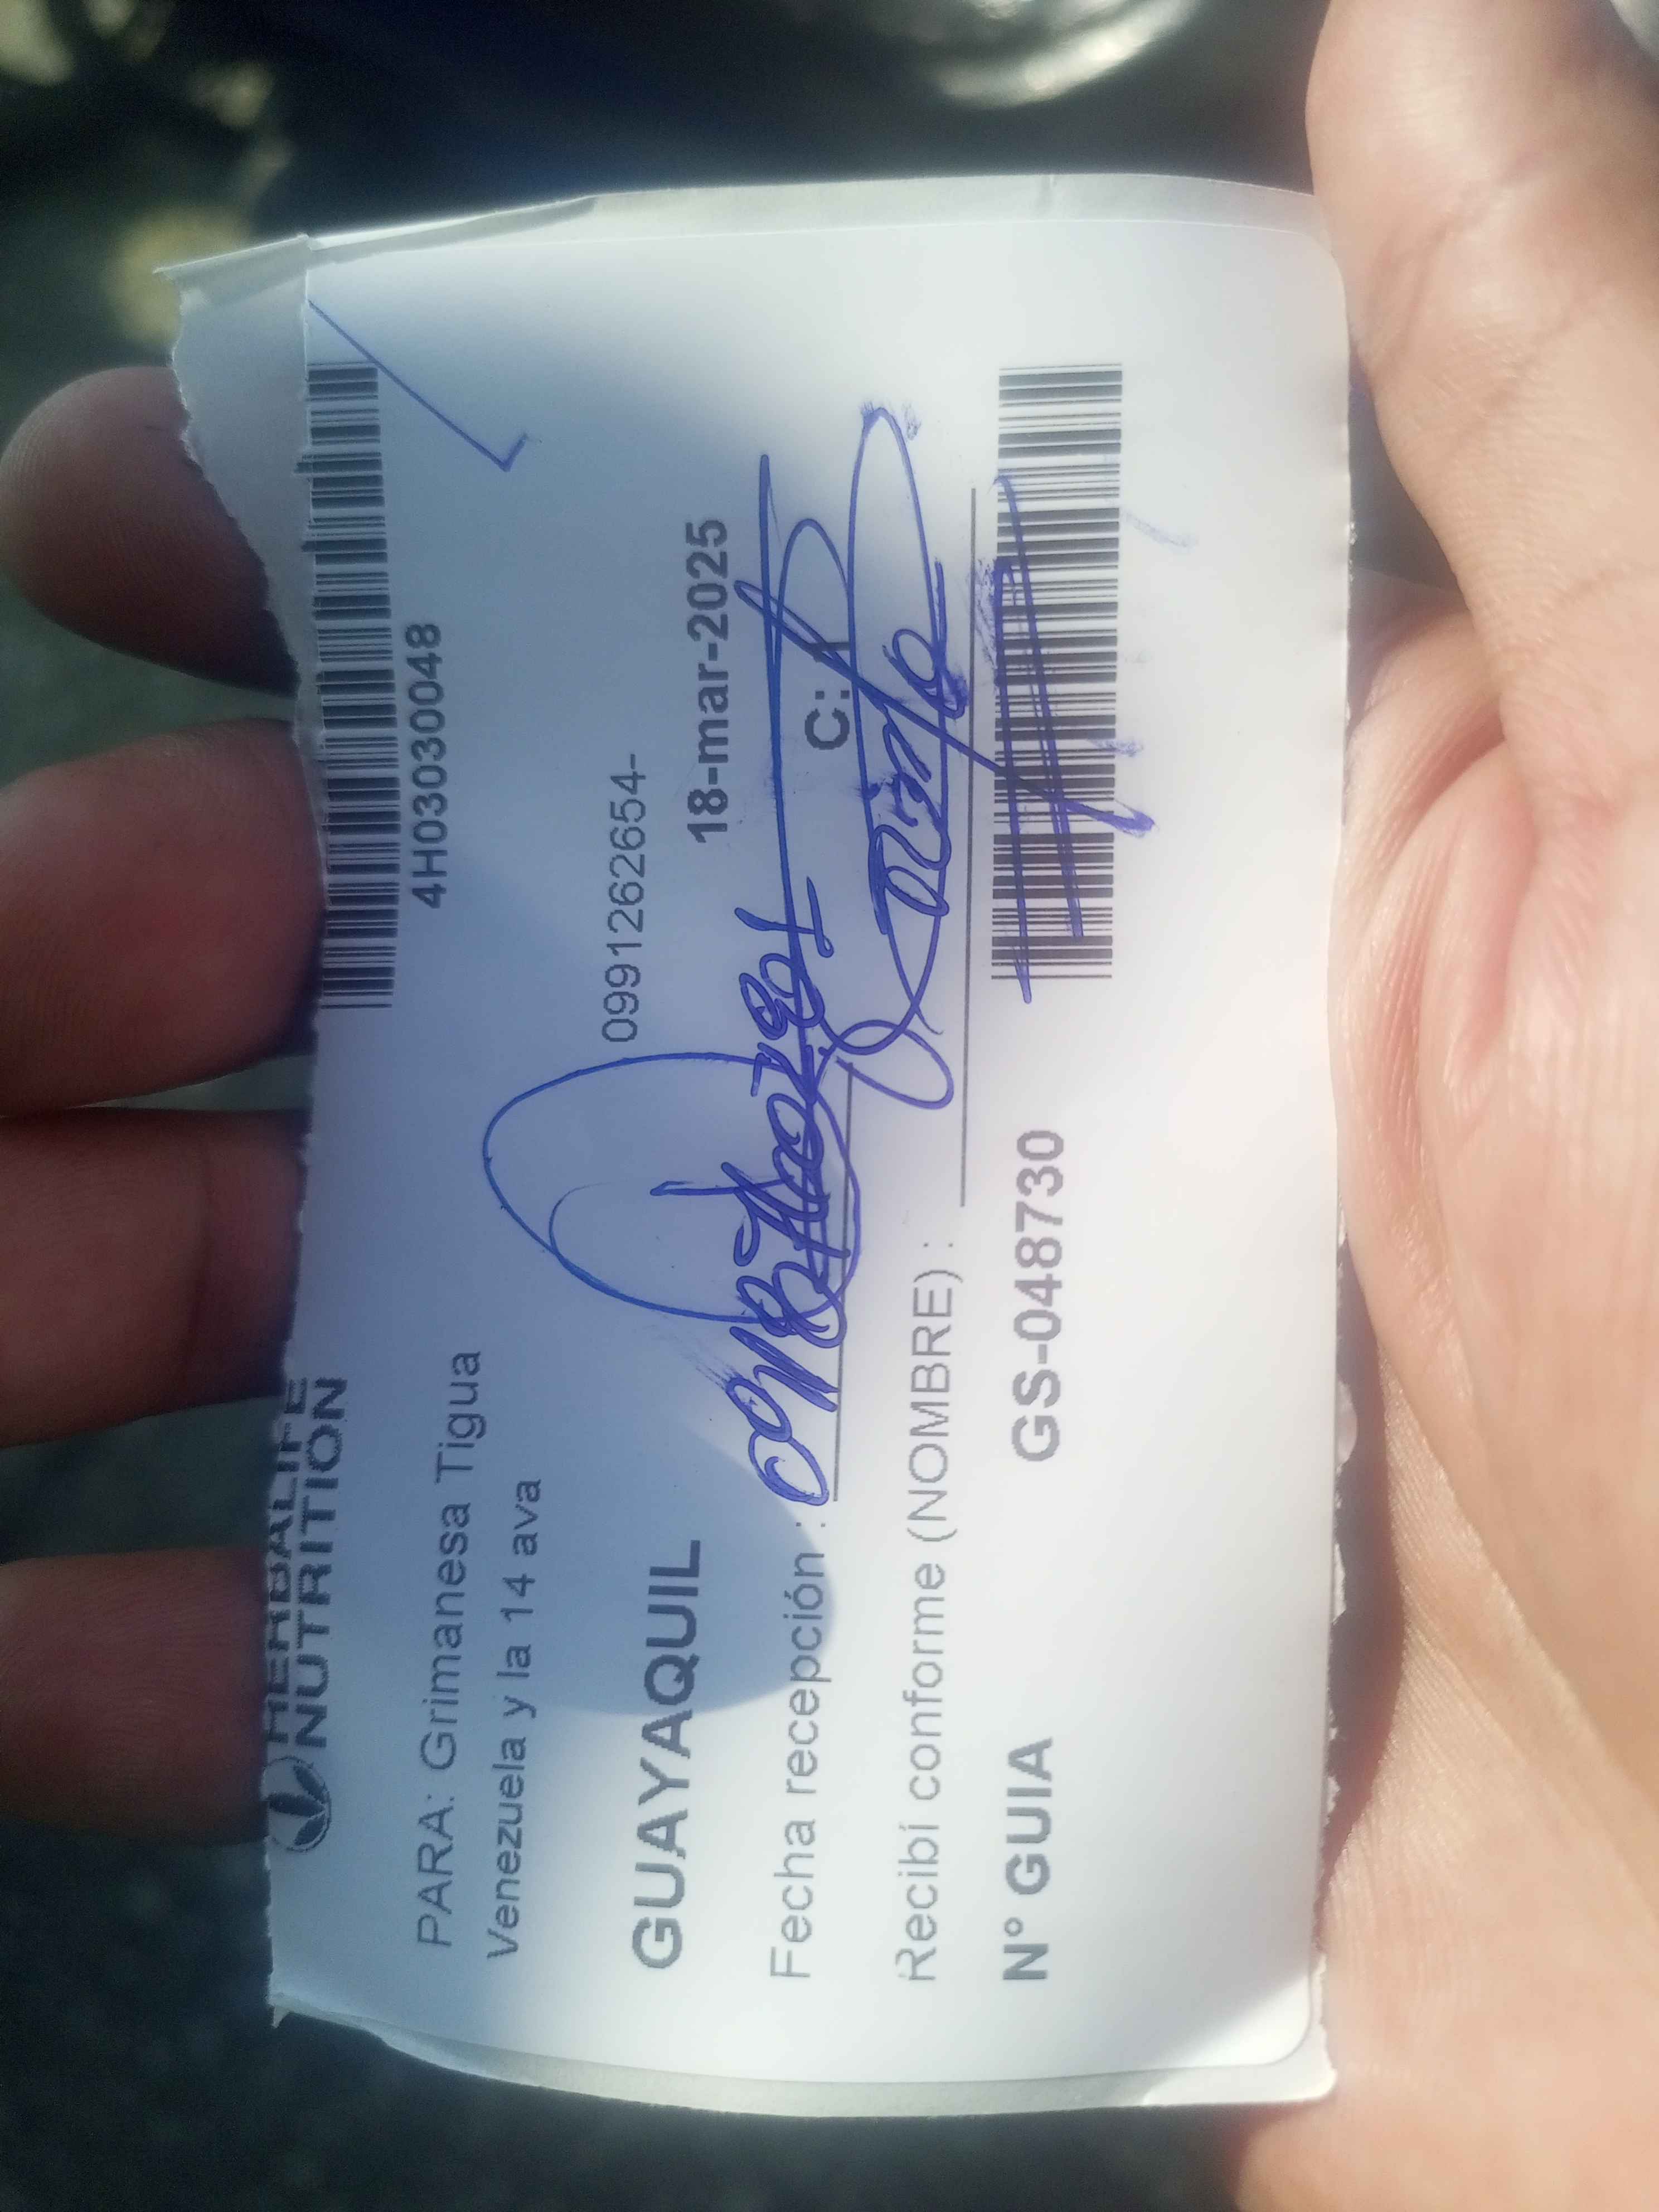 HERBALIFE
NUTRITION
4H03030048
PARA: Grimanesa Tigua
Venezuela y la 14 ava
0991262654-
GUAYAQUIL
18-mar-2025
Fecha recepción :
C: 1
Recibí conforme (NOMBRE) :
N° GUIA GS-048730